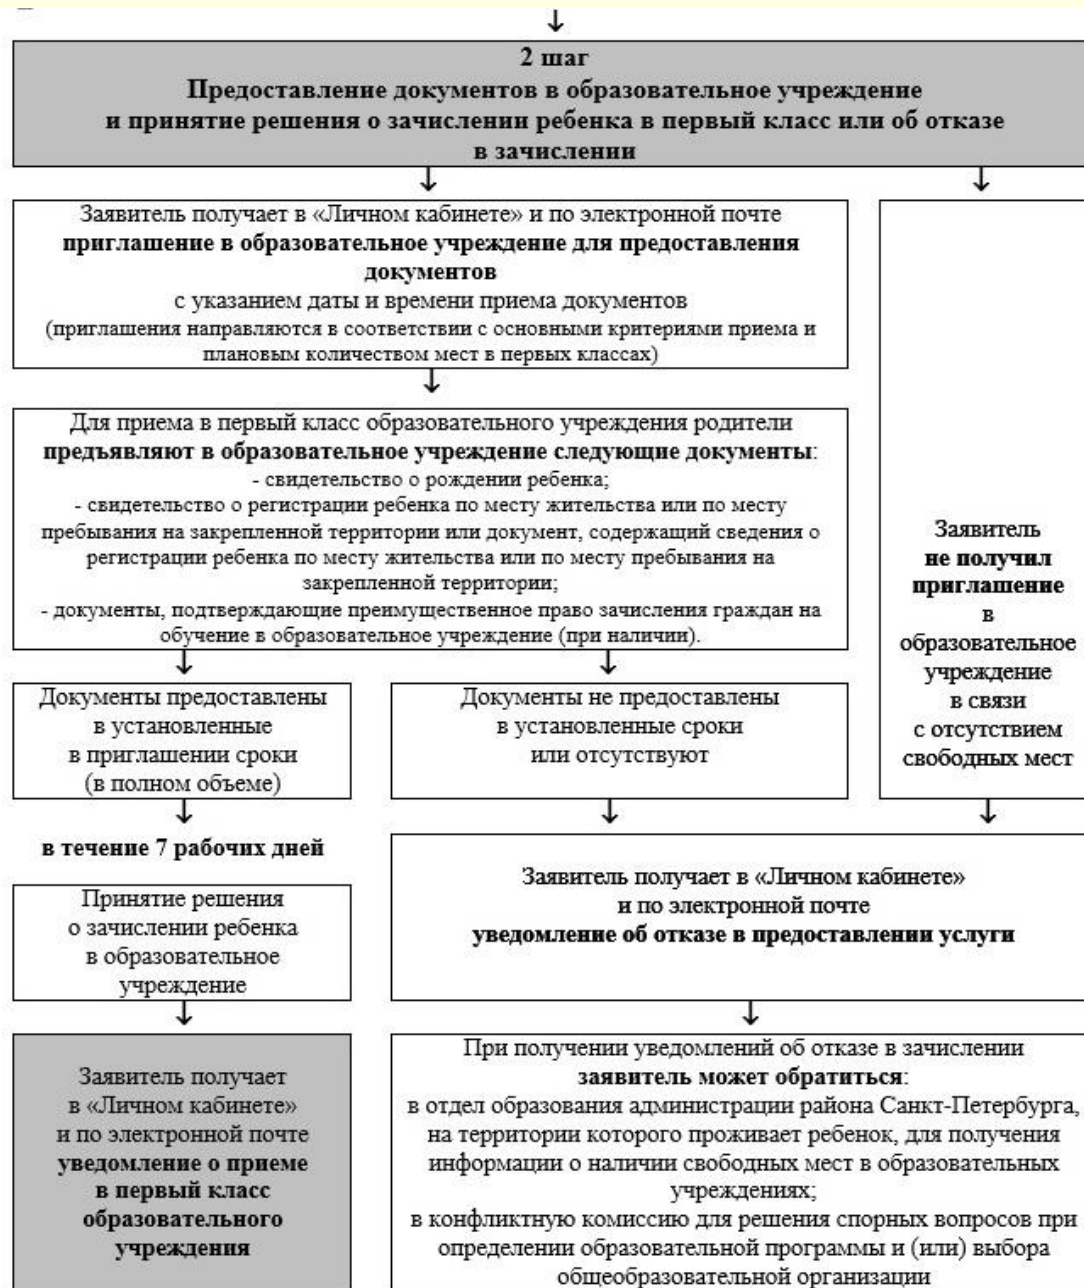 2 шаг
Предоставление документов в образовательное учреждение
и принятие решения о зачислении ребенка в первый класс или об отказе
в зачислении
Заявитель получает в «Личном кабинете» и по электронной почте
приглашение в образовательное учреждение для предоставления
документов
с указанием даты и времени приема документов
(приглашения направляются в соответствии с основными критериями приема и
плановым количеством мест в первых классах)
Для приема в первый класс образовательного учреждения родители
предъявляют в образовательное учреждение следующие документы:
- свидетельство о рождении ребенка;
- свидетельство о регистрации ребенка по месту жительства или по месту
пребывания на закрепленной территории или документ, содержащий сведения о
регистрации ребенка по месту жительства или по месту пребывания на
закрепленной территории;
- документы, подтверждающие преимущественное право зачисления граждан на
обучение в образовательное учреждение (при наличии).
Заявитель
не получил
приглашение
в
образовательное
учреждение
в связи
с отсутствием
свободных мест
Документы предоставлены
в установленные
в приглашении сроки
(в полном объеме)
Документы не предоставлены
в установленные сроки
или отсутствуют
в течение 7 рабочих дней
Принятие решения
о зачислении ребенка
в образовательное
учреждение
Заявитель получает в «Личном кабинете»
и по электронной почте
уведомление об отказе в предоставлении услуги
Заявитель получает
в «Личном кабинете»
и по электронной почте
уведомление о приеме
в первый класс
образовательного
учреждения
При получении уведомлений об отказе в зачислении
заявитель может обратиться:
в отдел образования администрации района Санкт-Петербурга,
на территории которого проживает ребенок, для получения
информации о наличии свободных мест в образовательных
учреждениях;
в конфликтную комиссию для решения спорных вопросов при
определении образовательной программы и (или) выбора
общеобразовательной организации